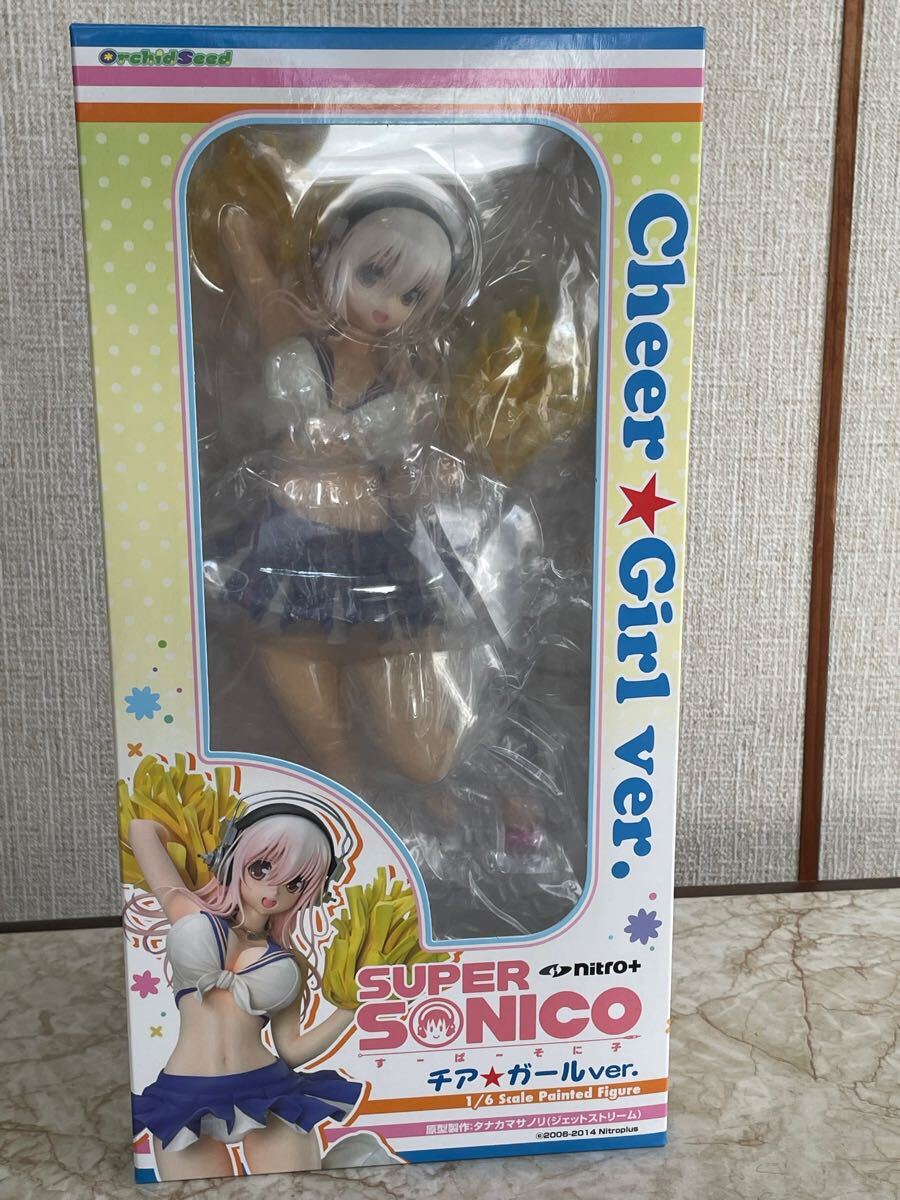 OrchidSeed
Cheer★Girl ver.
nitro+
SUPER
SONICO
すーぱーそに子
チア★ガールver.
1/6 Scale Painted Figure
原型製作:タナカマサノリ(ジェットストリーム)
©2006-2014 Nitroplus